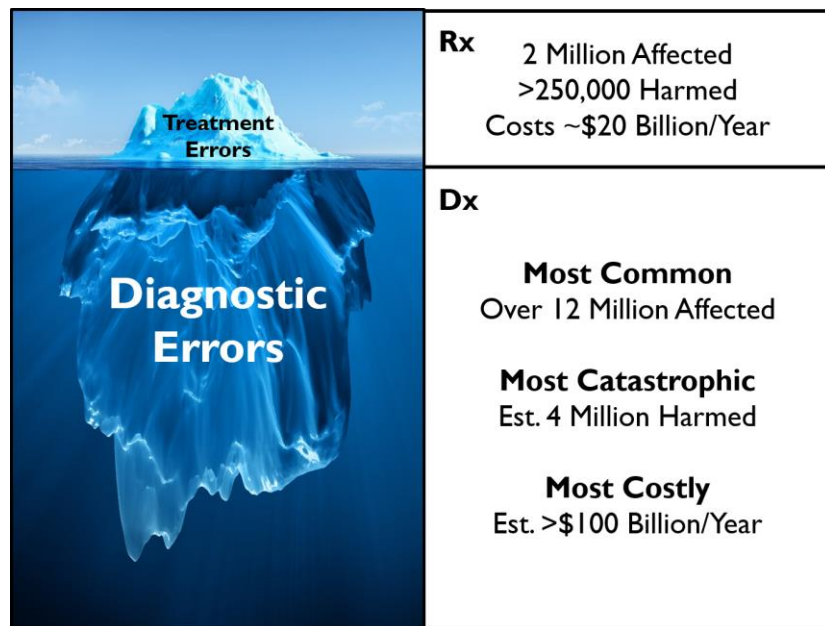 Treatment
Errors
Diagnostic
Errors
Rx
2 Million Affected
>250,000 Harmed
Costs ~$20 Billion/Year
Dx
Most Common
Over 12 Million Affected
Most Catastrophic
Est. 4 Million Harmed
Most Costly
Est. >$100 Billion/Year